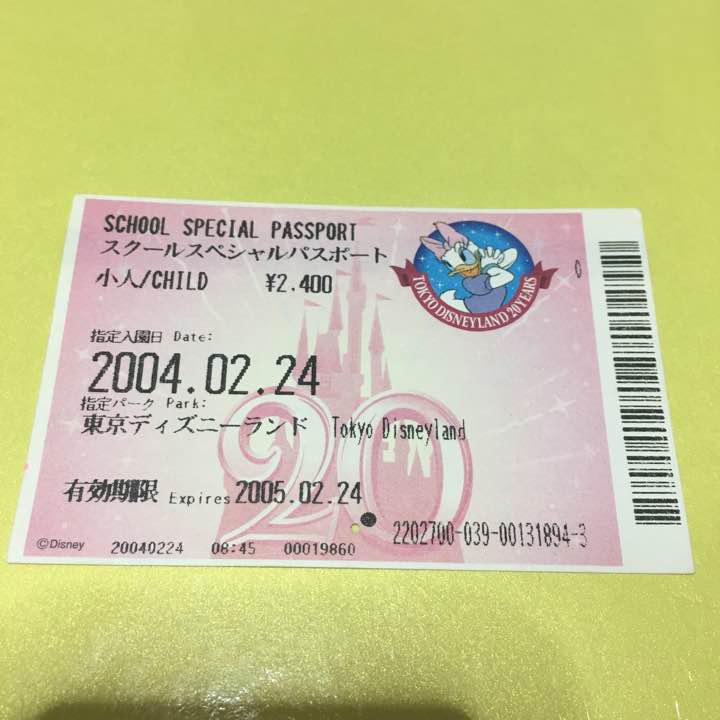 SCHOOL SPECIAL PASSPORT
スクールスペシャルパスポート
小人/CHILD ¥2.400
TOKYO DISNEYLAND 20 YEARS
0
指定入園日 Date:
2004.02.24
指定パーク Park:
東京ディズニーランド Tokyo Disneyland
20
有効期限 Expires 2005.02.24
2202700-039-00131894-3
©Disney 20040224 08:45 00019860